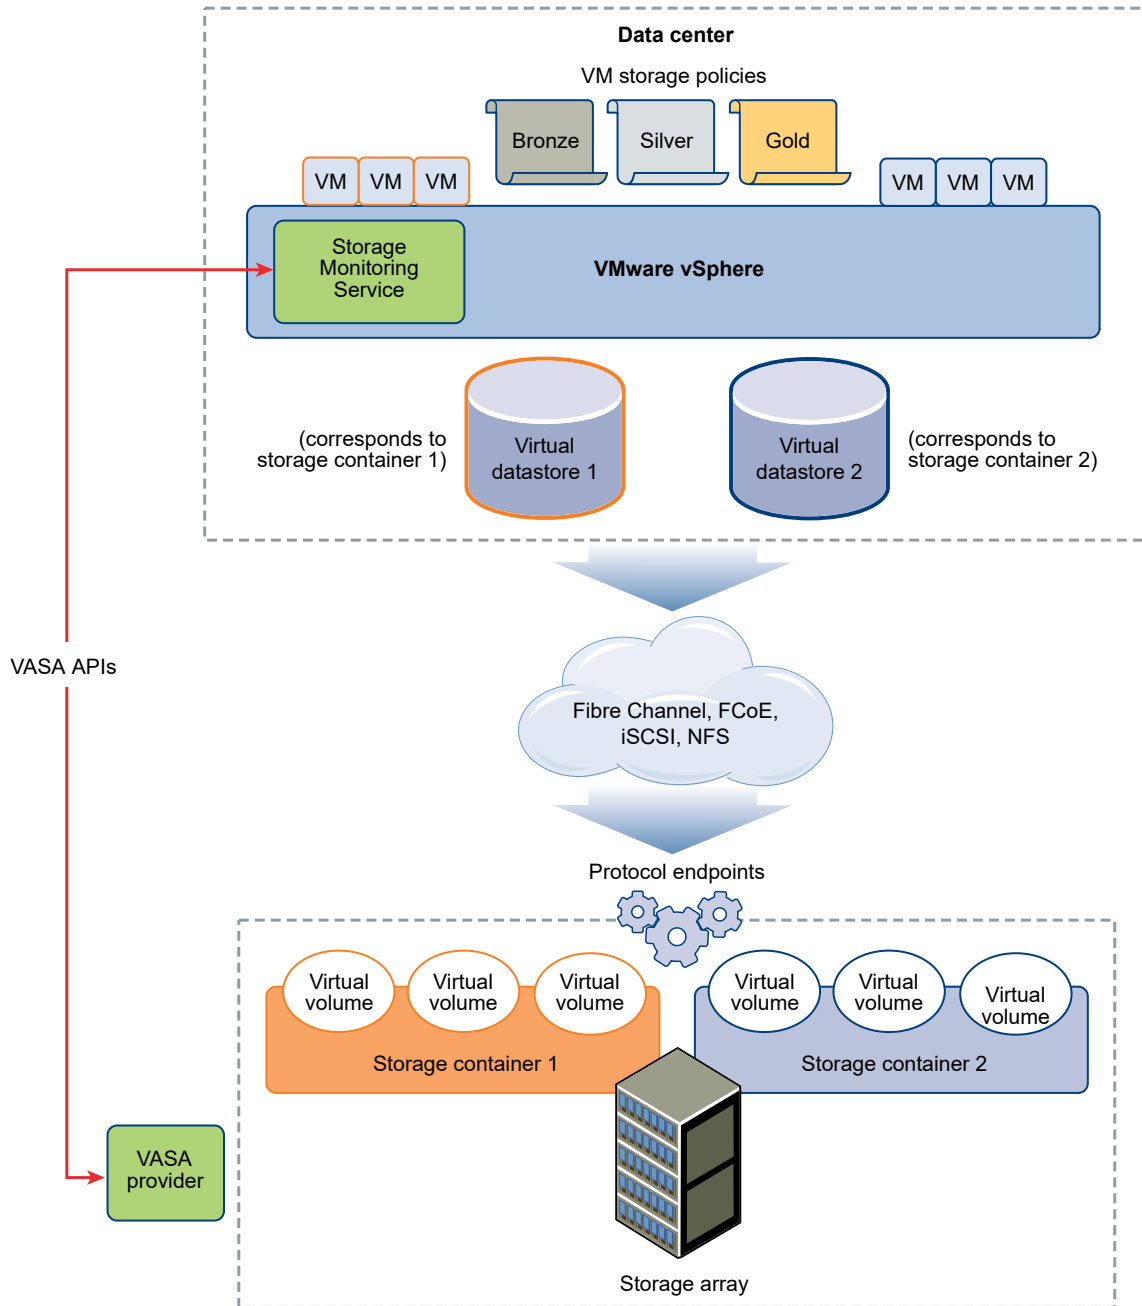 Data center
VM storage policies
Bronze
Silver
Gold
VM VM VM
VM VM VM
Storage
Monitoring
Service
VMware vSphere
(corresponds to
storage container 1)
Virtual
datastore 1
Virtual
datastore 2
(corresponds to
storage container 2)
VASA APIs
Fibre Channel, FCoE,
iSCSI, NFS
Protocol endpoints
Virtual
volume
Virtual
volume
Virtual
volume
Virtual
volume
Virtual
volume
Virtual
volume
Storage container 1
Storage container 2
VASA
provider
Storage array